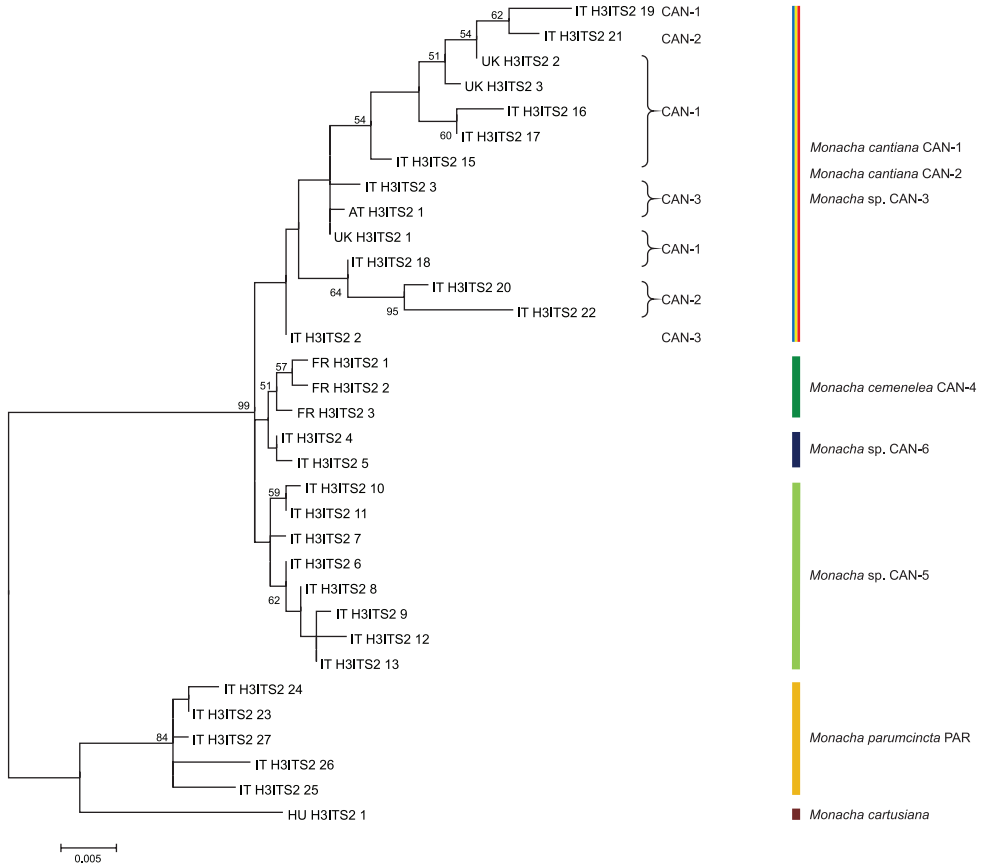 62 IT H3ITS2 19 CAN-1
54 IT H3ITS2 21 CAN-2
51 UK H3ITS2 2
UK H3ITS2 3
IT H3ITS2 16 CAN-1
54 60 IT H3ITS2 17
IT H3ITS2 15
Monacha cantiana CAN-1
Monacha cantiana CAN-2
Monacha sp. CAN-3
IT H3ITS2 3
AT H3ITS2 1 CAN-3
UK H3ITS2 1
IT H3ITS2 18 CAN-1
64 IT H3ITS2 20
95 IT H3ITS2 22 CAN-2
IT H3ITS2 2 CAN-3
57 FR H3ITS2 1
51 FR H3ITS2 2 Monacha cemenelea CAN-4
99 FR H3ITS2 3
IT H3ITS2 4 Monacha sp. CAN-6
IT H3ITS2 5
59 IT H3ITS2 10
IT H3ITS2 11
IT H3ITS2 7
IT H3ITS2 6 Monacha sp. CAN-5
62 IT H3ITS2 8
IT H3ITS2 9
IT H3ITS2 12
IT H3ITS2 13
IT H3ITS2 24
IT H3ITS2 23
84 IT H3ITS2 27 Monacha parumcincta PAR
IT H3ITS2 26
IT H3ITS2 25
HU H3ITS2 1 Monacha cartusiana
0.005